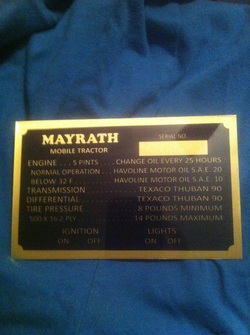 MAYRATH
SERIAL NO.
MOBILE TRACTOR
ENGINE . . . 5 PINTS . . . CHANGE OIL EVERY 25 HOURS
NORMAL OPERATION . . . HAVOLINE MOTOR OIL S.A.E. 20
BELOW 32 F . . . HAVOLINE MOTOR OIL S.A.E. 10
TRANSMISSION . . . TEXACO THUBAN 90
DIFFERENTIAL . . . TEXACO THUBAN 90
TIRE PRESSURE . . . 8 POUNDS MINIMUM
500 X 16 2 PLY . . . 14 POUNDS MAXIMUM
IGNITION LIGHTS
ON OFF ON OFF